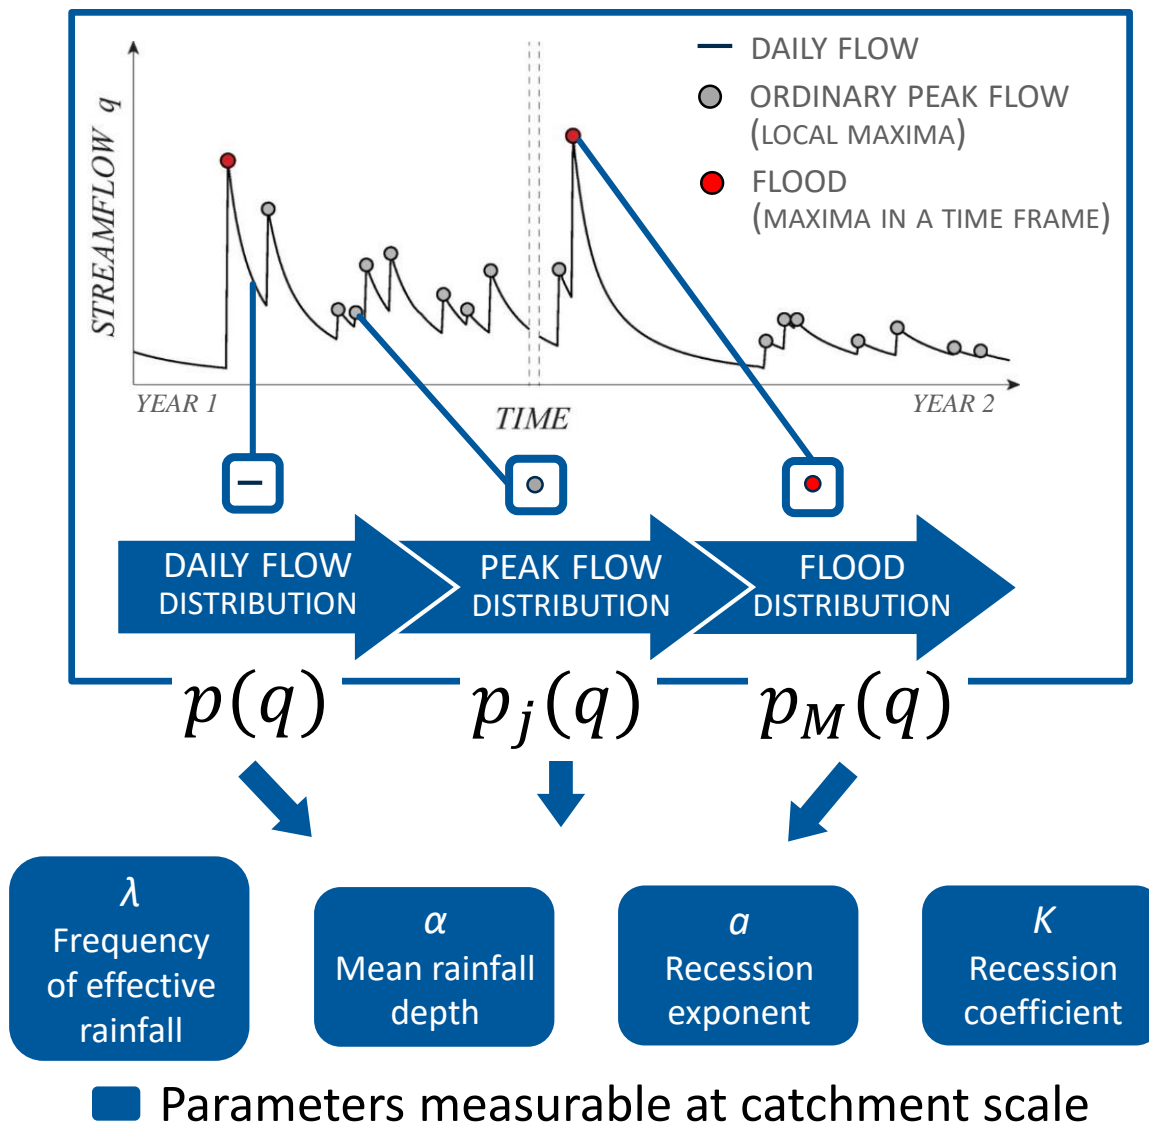 DAILY FLOW
ORDINARY PEAK FLOW
(LOCAL MAXIMA)
FLOOD
(MAXIMA IN A TIME FRAME)
STREAMFLOW q
YEAR 1
TIME
YEAR 2
DAILY FLOW
DISTRIBUTION
PEAK FLOW
DISTRIBUTION
FLOOD
DISTRIBUTION
p(q)
p_j(q)
p_M(q)
λ
Frequency
of effective
rainfall
α
Mean rainfall
depth
a
Recession
exponent
K
Recession
coefficient
Parameters measurable at catchment scale